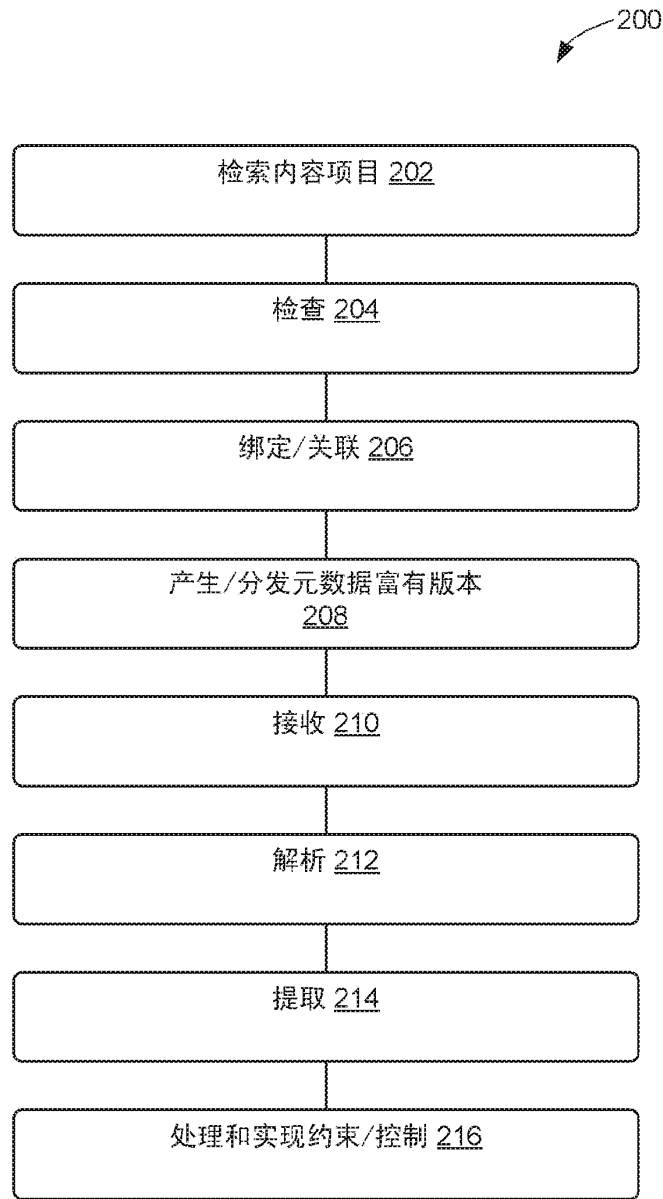 200
检索内容项目 202
检查 204
绑定/关联 206
产生/分发元数据富有版本
208
接收 210
解析 212
提取 214
处理和实现约束/控制 216